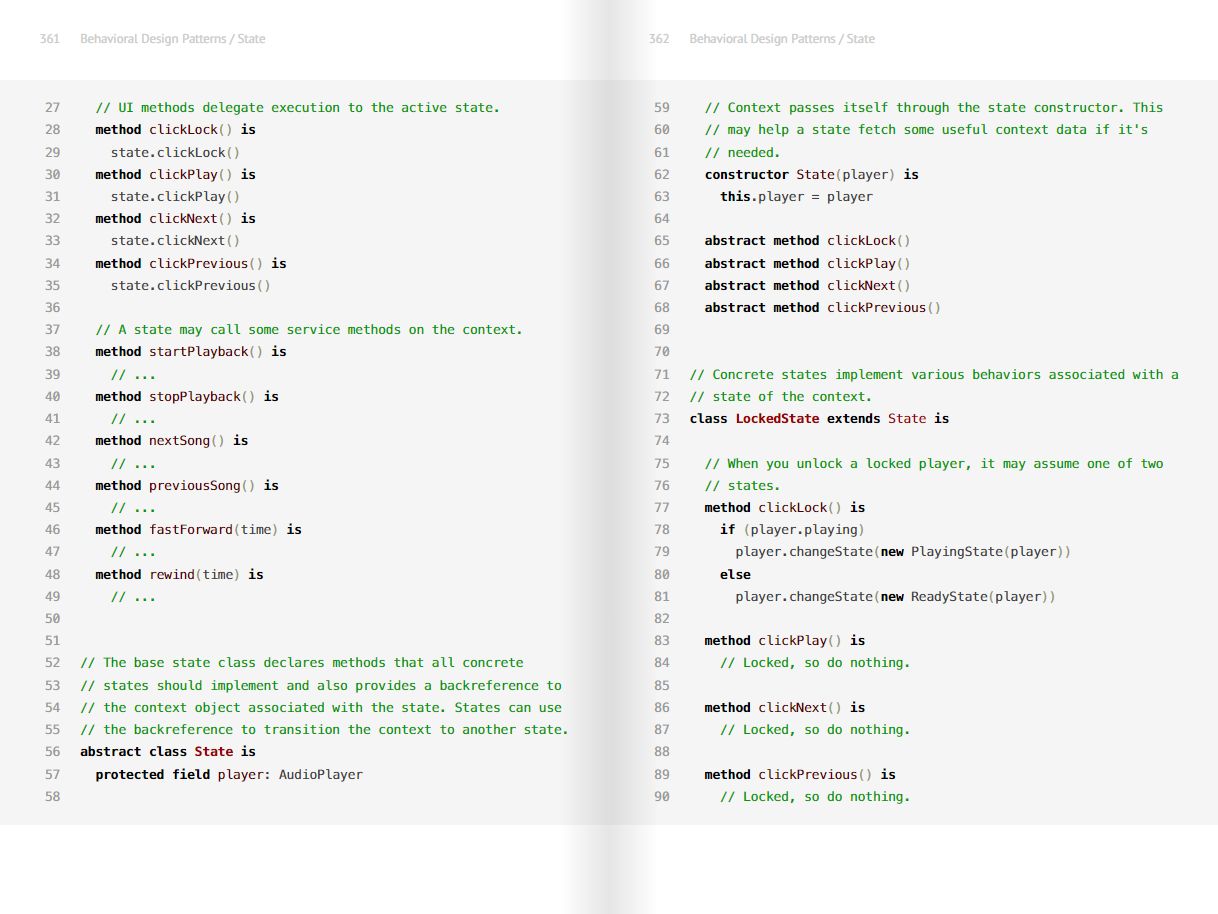 361 Behavioral Design Patterns / State
27 // UI methods delegate execution to the active state.
28 method clickLock() is
29 state.clickLock()
30 method clickPlay() is
31 state.clickPlay()
32 method clickNext() is
33 state.clickNext()
34 method clickPrevious() is
35 state.clickPrevious()
36
37 // A state may call some service methods on the context.
38 method startPlayback() is
39 // ...
40 method stopPlayback() is
41 // ...
42 method nextSong() is
43 // ...
44 method previousSong() is
45 // ...
46 method fastForward(time) is
47 // ...
48 method rewind(time) is
49 // ...
50
51
52 // The base state class declares methods that all concrete
53 // states should implement and also provides a backreference to
54 // the context object associated with the state. States can use
55 // the backreference to transition the context to another state.
56 abstract class State is
57 protected field player: AudioPlayer
58
362 Behavioral Design Patterns / State
59 // Context passes itself through the state constructor. This
60 // may help a state fetch some useful context data if it's
61 // needed.
62 constructor State(player) is
63 this.player = player
64
65 abstract method clickLock()
66 abstract method clickPlay()
67 abstract method clickNext()
68 abstract method clickPrevious()
69
70
71 // Concrete states implement various behaviors associated with a
72 // state of the context.
73 class LockedState extends State is
74
75 // When you unlock a locked player, it may assume one of two
76 // states.
77 method clickLock() is
78 if (player.playing)
79 player.changeState(new PlayingState(player))
80 else
81 player.changeState(new ReadyState(player))
82
83 method clickPlay() is
84 // Locked, so do nothing.
85
86 method clickNext() is
87 // Locked, so do nothing.
88
89 method clickPrevious() is
90 // Locked, so do nothing.